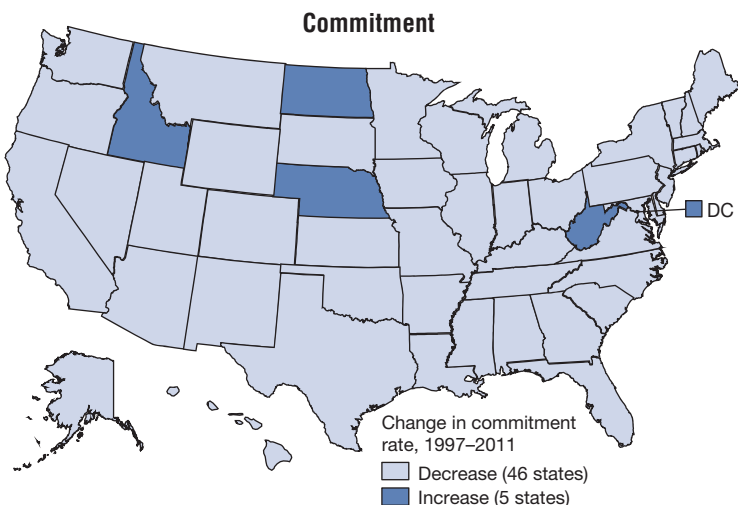 Commitment
DC
Change in commitment
rate, 1997–2011
Decrease (46 states)
Increase (5 states)